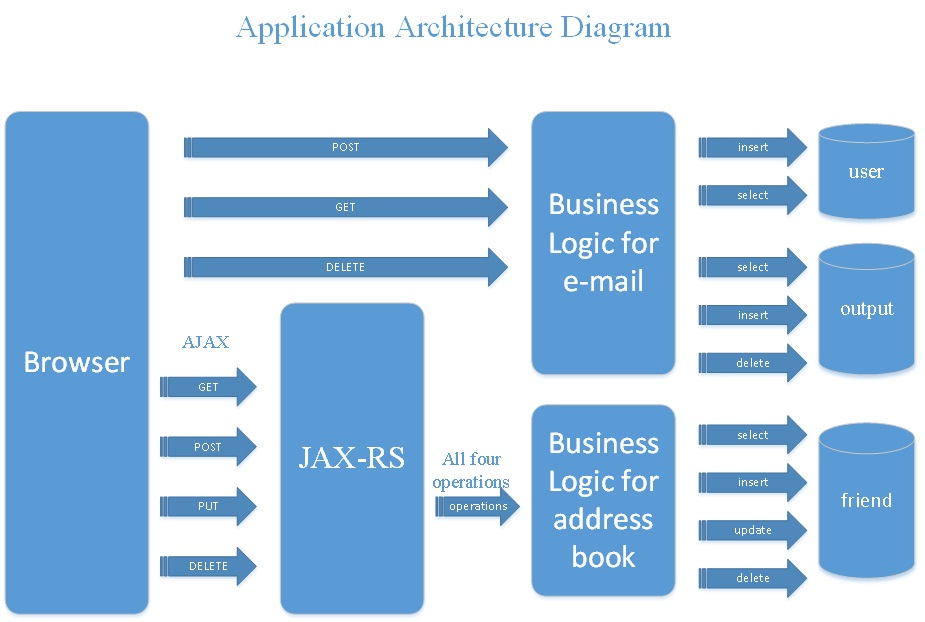 Application Architecture Diagram
Browser
POST
GET
DELETE
AJAX
GET
POST
PUT
DELETE
JAX-RS
All four
operations
operations
Business
Logic for
e-mail
insert
select
select
insert
delete
user
output
Business
Logic for
address
book
select
insert
update
delete
friend